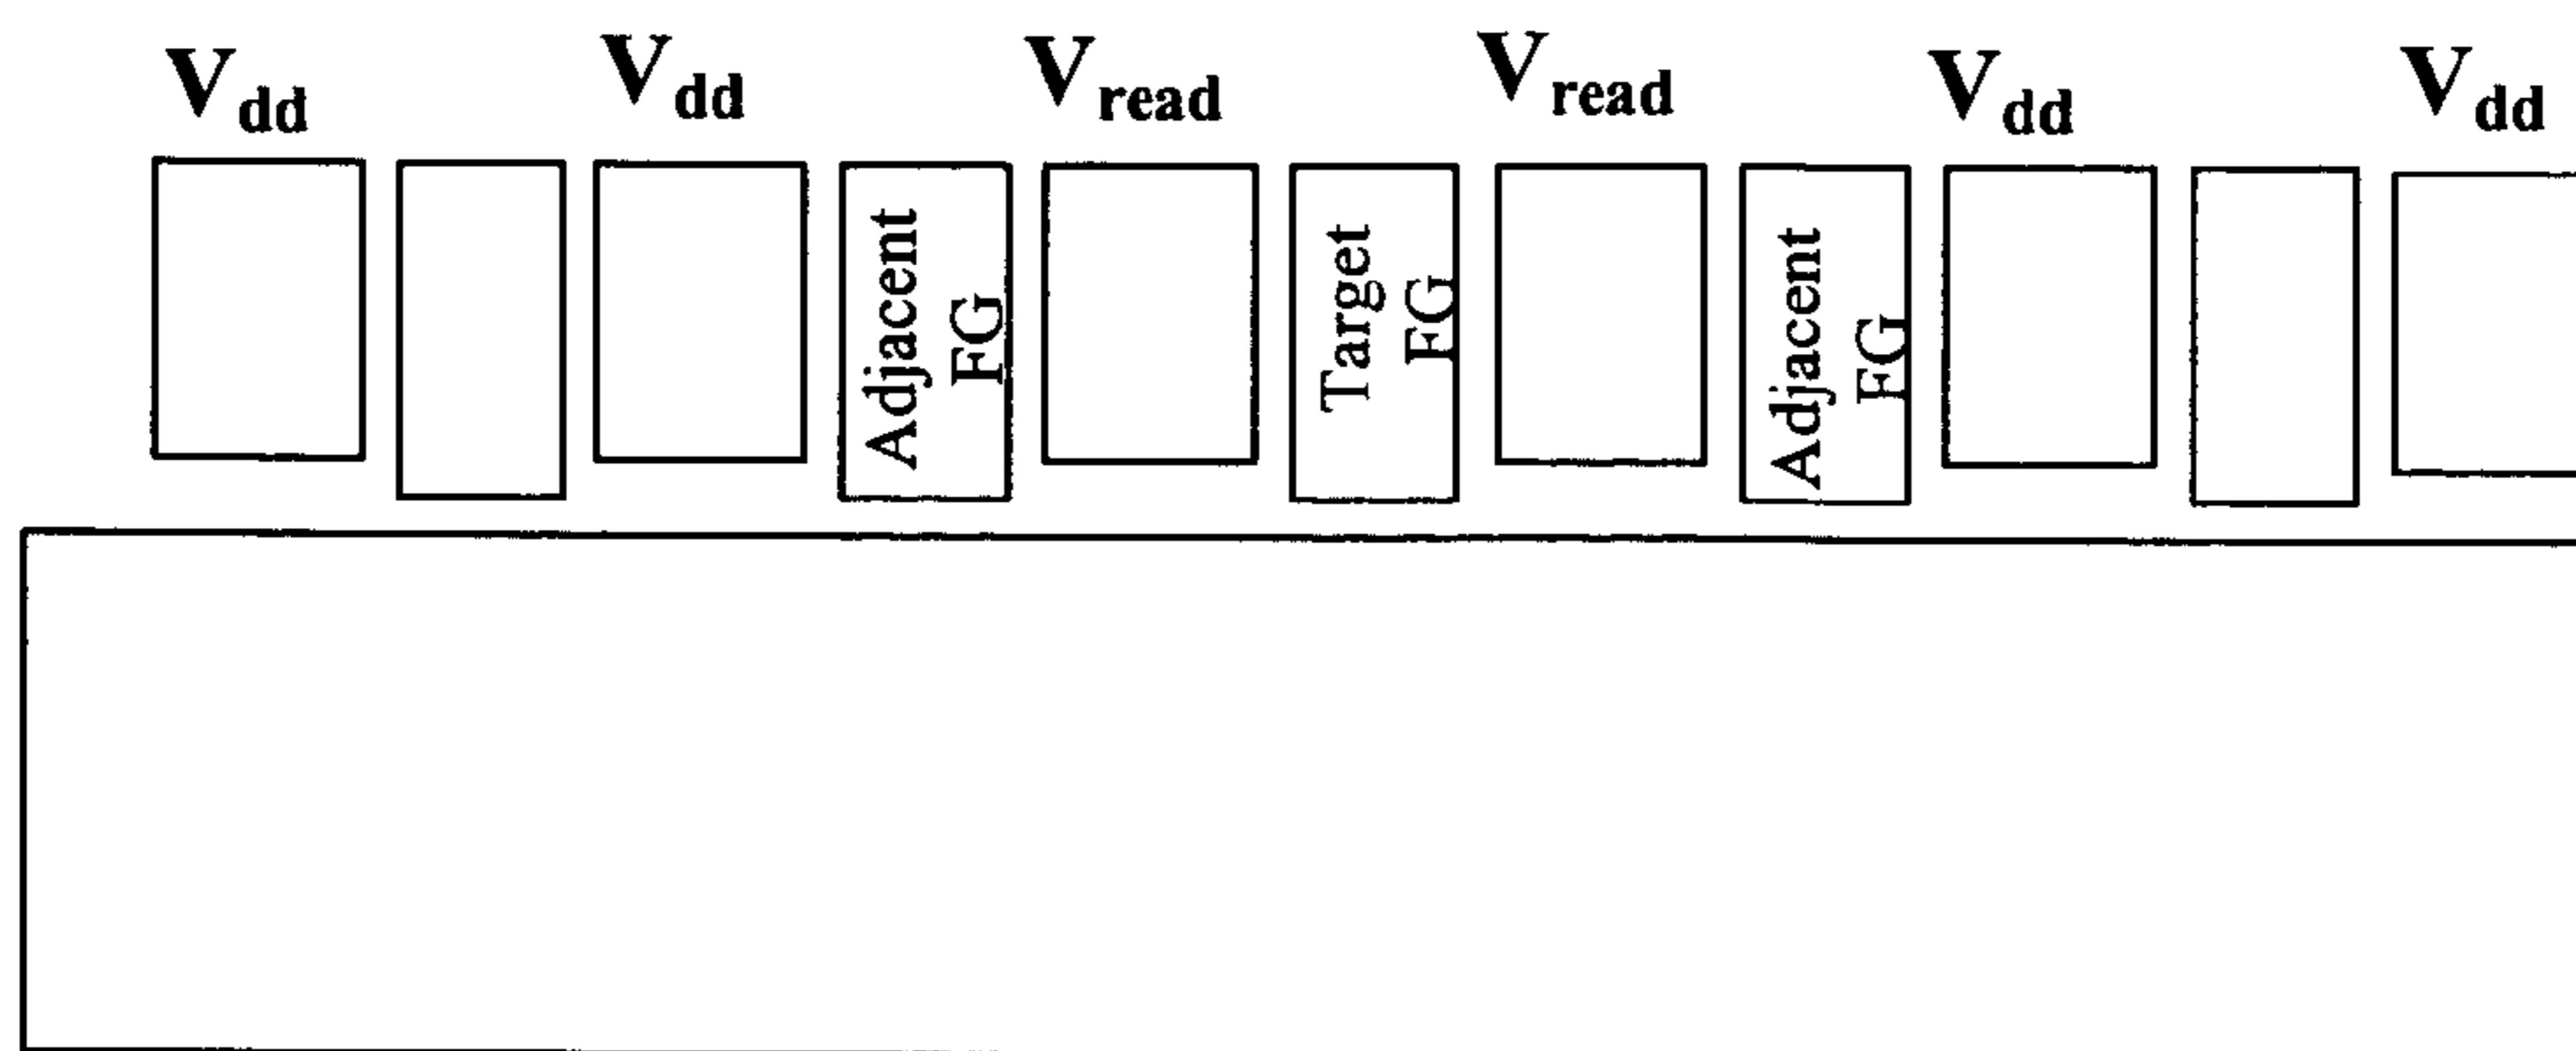 Vdd Vdd Vread Vread Vdd Vdd
Adjacent
FG
Target
FG
Adjacent
FG